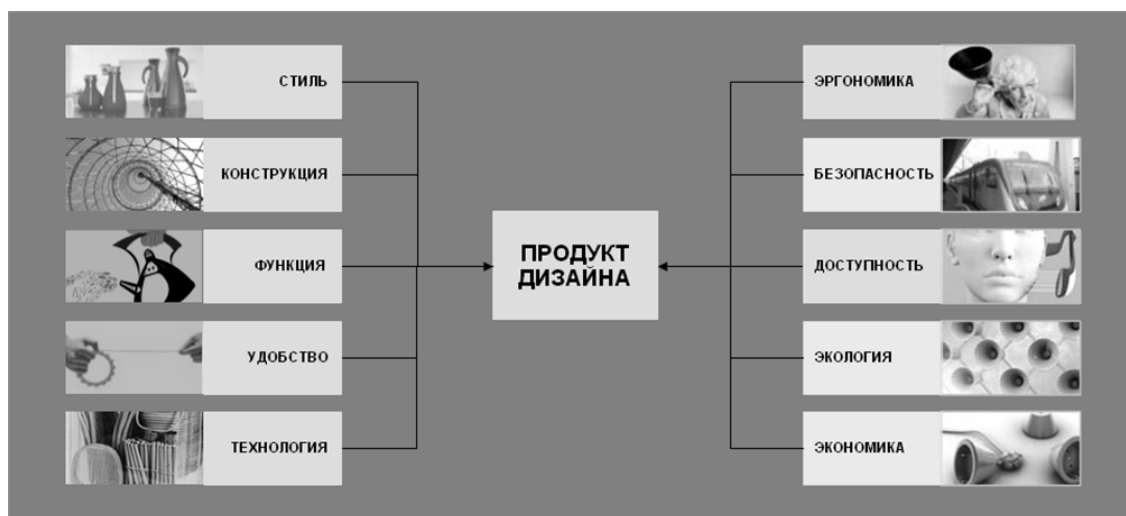 СТИЛЬ
КОНСТРУКЦИЯ
ФУНКЦИЯ
УДОБСТВО
ТЕХНОЛОГИЯ
ПРОДУКТ
ДИЗАЙНА
ЭРГОНОМИКА
БЕЗОПАСНОСТЬ
ДОСТУПНОСТЬ
ЭКОЛОГИЯ
ЭКОНОМИКА